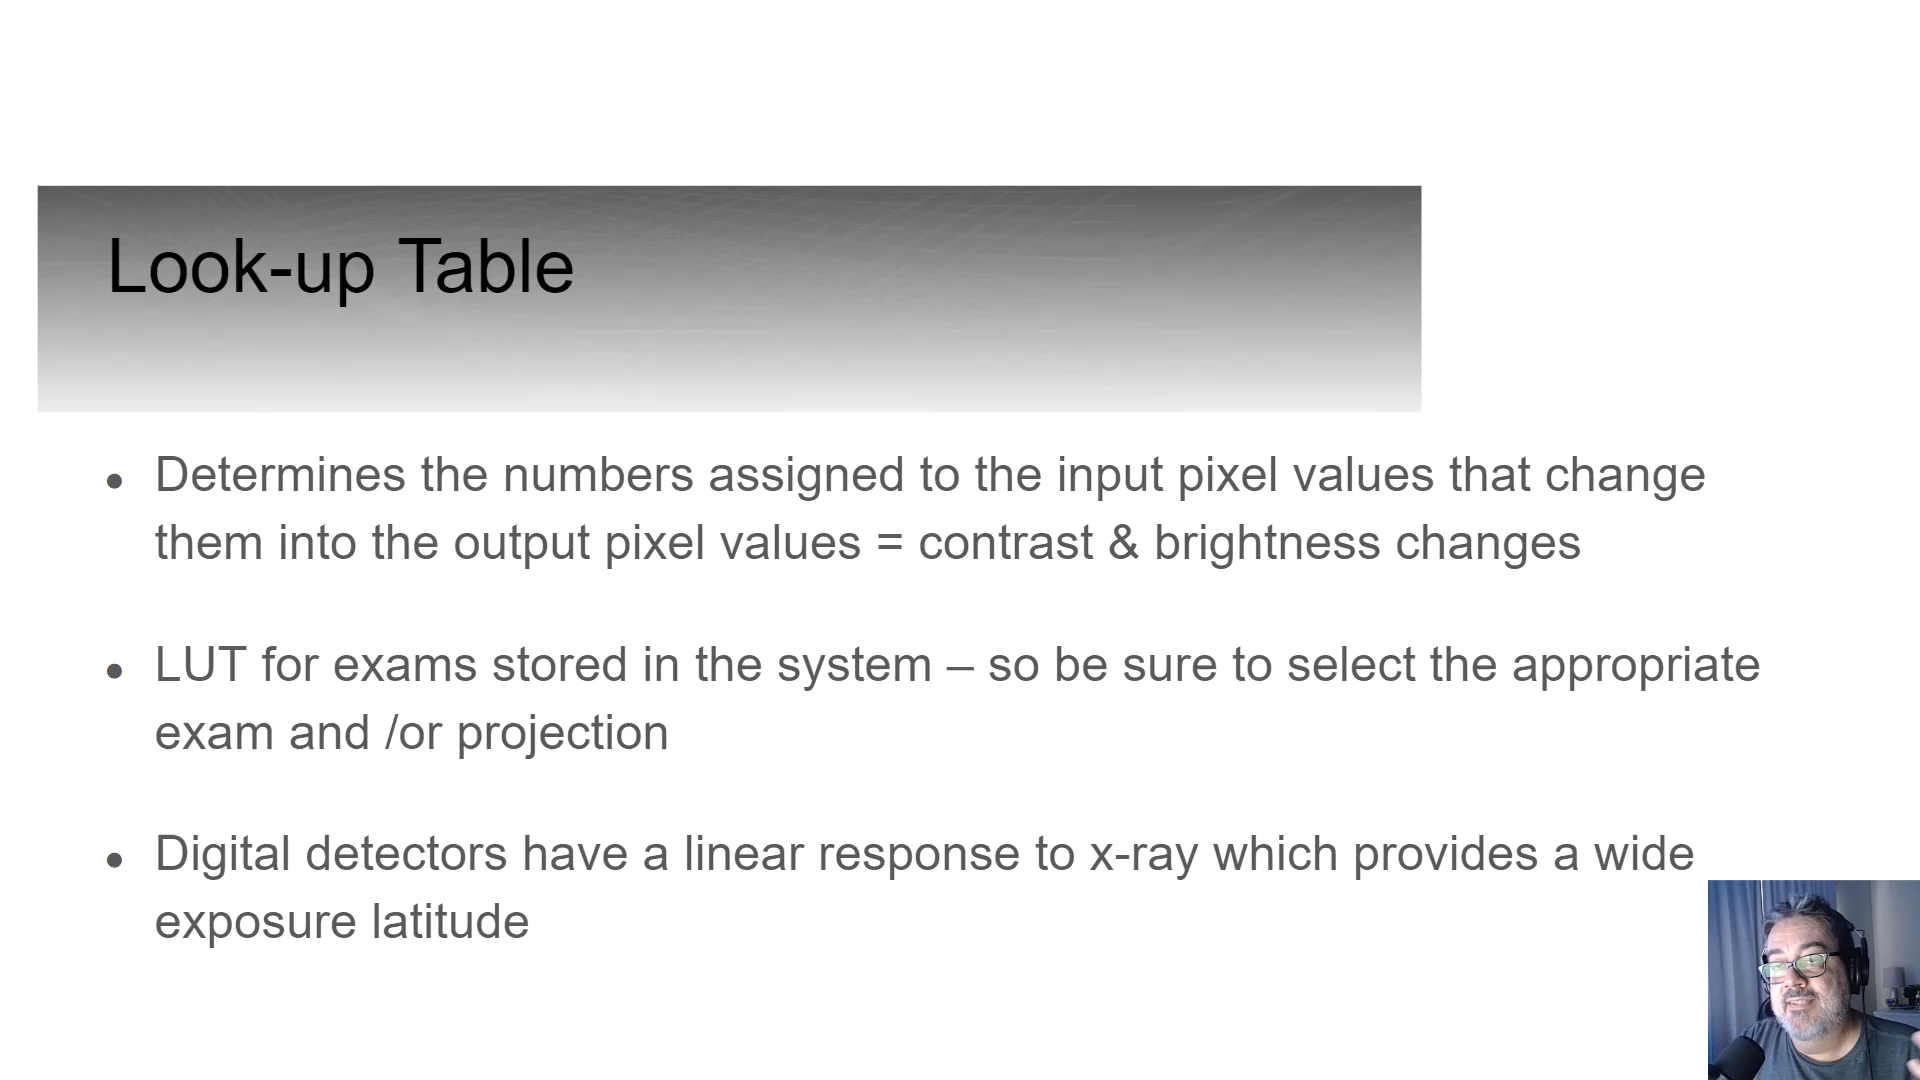 Look-up Table
• Determines the numbers assigned to the input pixel values that change
them into the output pixel values = contrast & brightness changes
• LUT for exams stored in the system – so be sure to select the appropriate
exam and /or projection
• Digital detectors have a linear response to x-ray which provides a wide
exposure latitude